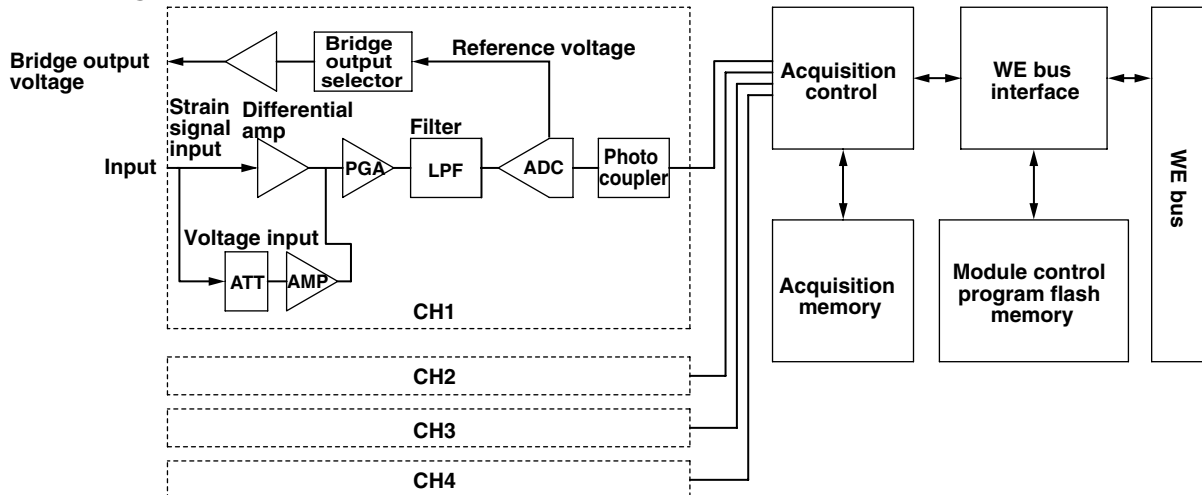 Bridge output
voltage
Bridge
output
selector
Reference voltage
Strain
signal
input
Differential
amp
Filter
Input
PGA
LPF
ADC
Photo
coupler
Voltage input
ATT
AMP
CH1
CH2
CH3
CH4
Acquisition
control
WE bus
interface
Acquisition
memory
Module control
program flash
memory
WE bus